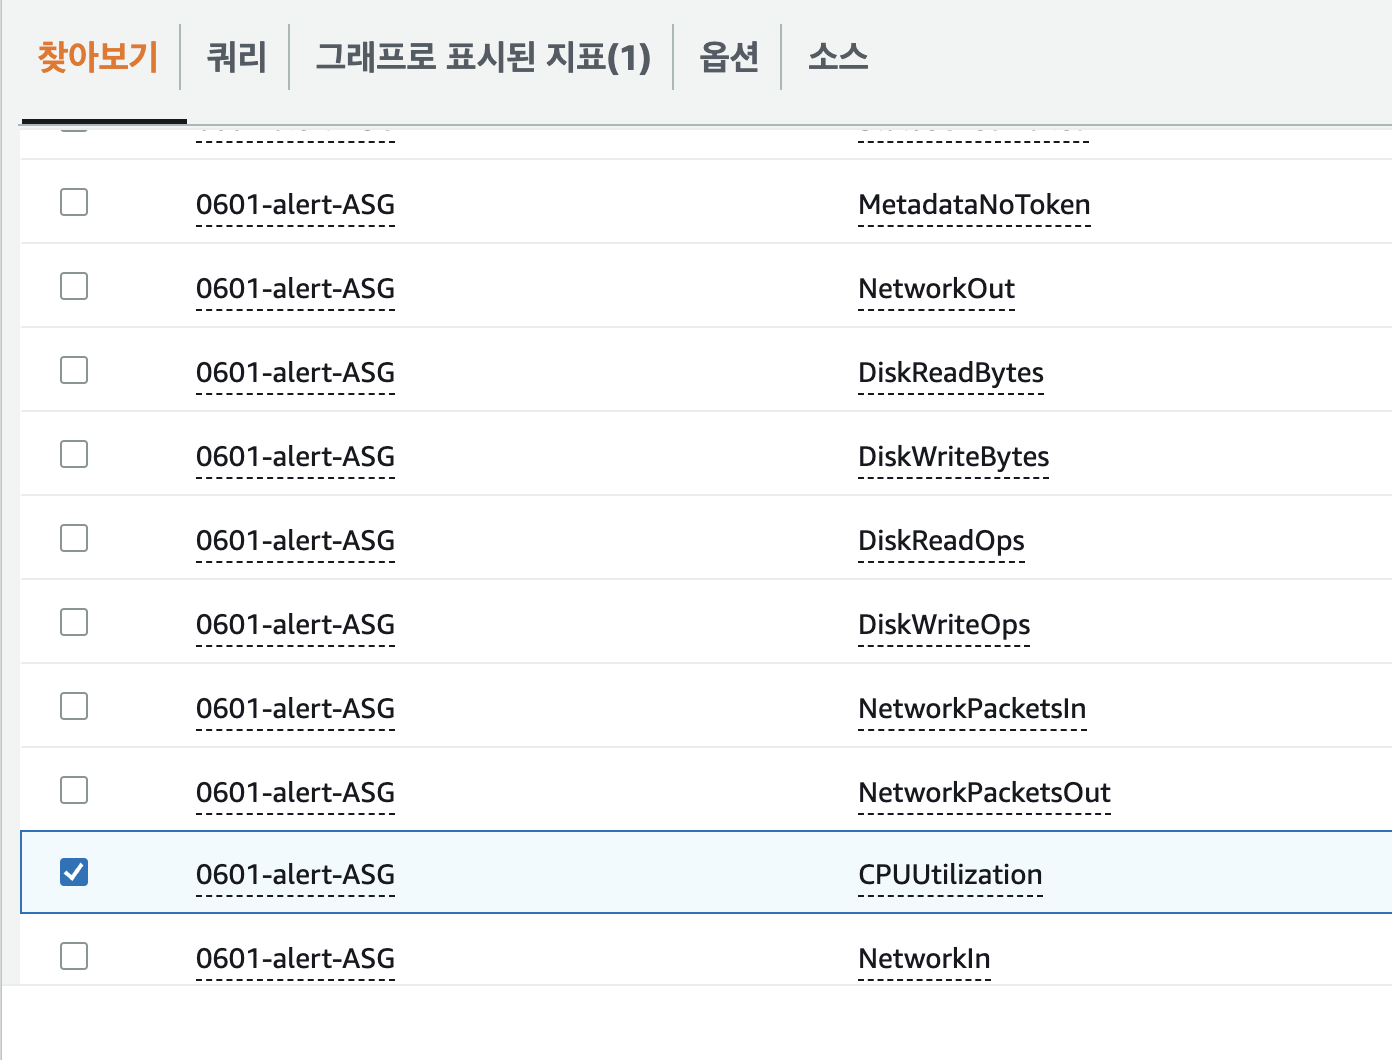 찾아보기 쿼리 그래프로 표시된 지표(1) 옵션 소스
0601-alert-ASG MetadataNoToken
0601-alert-ASG NetworkOut
0601-alert-ASG DiskReadBytes
0601-alert-ASG DiskWriteBytes
0601-alert-ASG DiskReadOps
0601-alert-ASG DiskWriteOps
0601-alert-ASG NetworkPacketsIn
0601-alert-ASG NetworkPacketsOut
0601-alert-ASG CPUUtilization
0601-alert-ASG NetworkIn